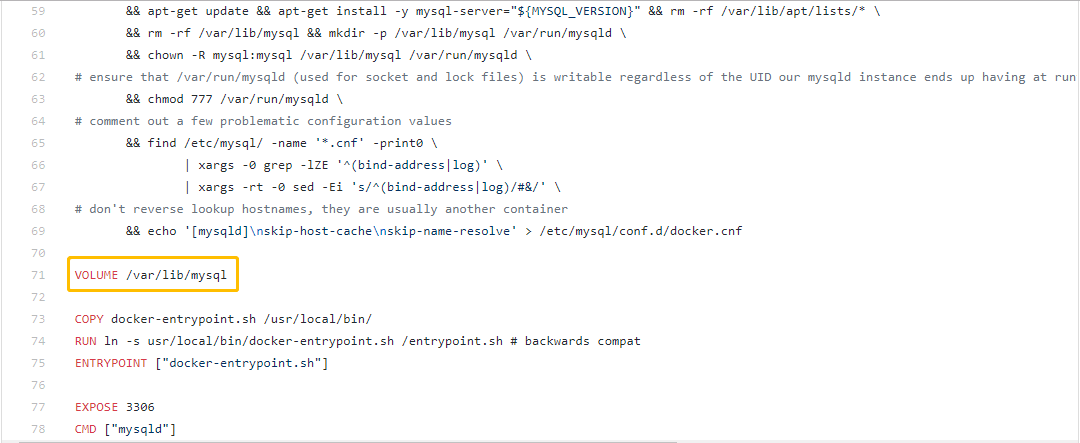 59 && apt-get update && apt-get install -y mysql-server="${MYSQL_VERSION}" && rm -rf /var/lib/apt/lists/* \
60 && rm -rf /var/lib/mysql && mkdir -p /var/lib/mysql /var/run/mysqld \
61 && chown -R mysql:mysql /var/lib/mysql /var/run/mysqld \
62 # ensure that /var/run/mysqld (used for socket and lock files) is writable regardless of the UID our mysqld instance ends up having at run
63 && chmod 777 /var/run/mysqld \
64 # comment out a few problematic configuration values
65 && find /etc/mysql/ -name '*.cnf' -print0 \
66 | xargs -0 grep -lZE '^(bind-address|log)' \
67 | xargs -rt -0 sed -Ei 's/^(bind-address|log)/#&/' \
68 # don't reverse lookup hostnames, they are usually another container
69 && echo '[mysqld]\nskip-host-cache\nskip-name-resolve' > /etc/mysql/conf.d/docker.cnf
70
71 VOLUME /var/lib/mysql
72
73 COPY docker-entrypoint.sh /usr/local/bin/
74 RUN ln -s usr/local/bin/docker-entrypoint.sh /entrypoint.sh # backwards compat
75 ENTRYPOINT ["docker-entrypoint.sh"]
76
77 EXPOSE 3306
78 CMD ["mysqld"]